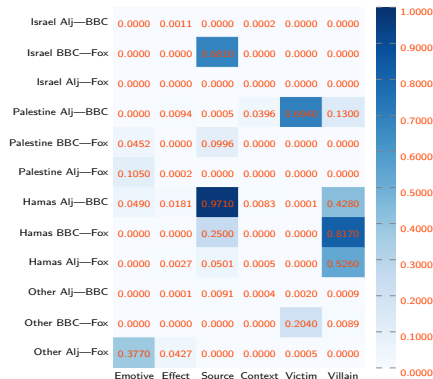 Israel Alj—BBC 0.0000 0.0011 0.0000 0.0002 0.0000 0.0000
Israel BBC—Fox 0.0000 0.0000 0.0000 0.0000 0.0000
Israel Alj—Fox 0.0000 0.0000 0.0000 0.0000 0.0000 0.0000
Palestine Alj—BBC 0.0000 0.0094 0.0005 0.0396 0.1300
Palestine BBC—Fox 0.0452 0.0000 0.0996 0.0000 0.0000 0.0000
Palestine Alj—Fox 0.1050 0.0002 0.0000 0.0000 0.0000 0.0000
Hamas Alj—BBC 0.0490 0.0181 0.9710 0.0083 0.0001 0.4280
Hamas BBC—Fox 0.0000 0.0000 0.2500 0.0000 0.0000 0.8170
Hamas Alj—Fox 0.0000 0.0027 0.0501 0.0005 0.0000 0.5260
Other Alj—BBC 0.0000 0.0001 0.0091 0.0004 0.0020 0.0009
Other BBC—Fox 0.0000 0.0000 0.0000 0.0000 0.2040 0.0089
Other Alj—Fox 0.3770 0.0427 0.0000 0.0000 0.0005 0.0000
Emotive Effect Source Context Victim Villain
1.0000
0.9000
0.8000
0.7000
0.6000
0.5000
0.4000
0.3000
0.2000
0.1000
0.0000